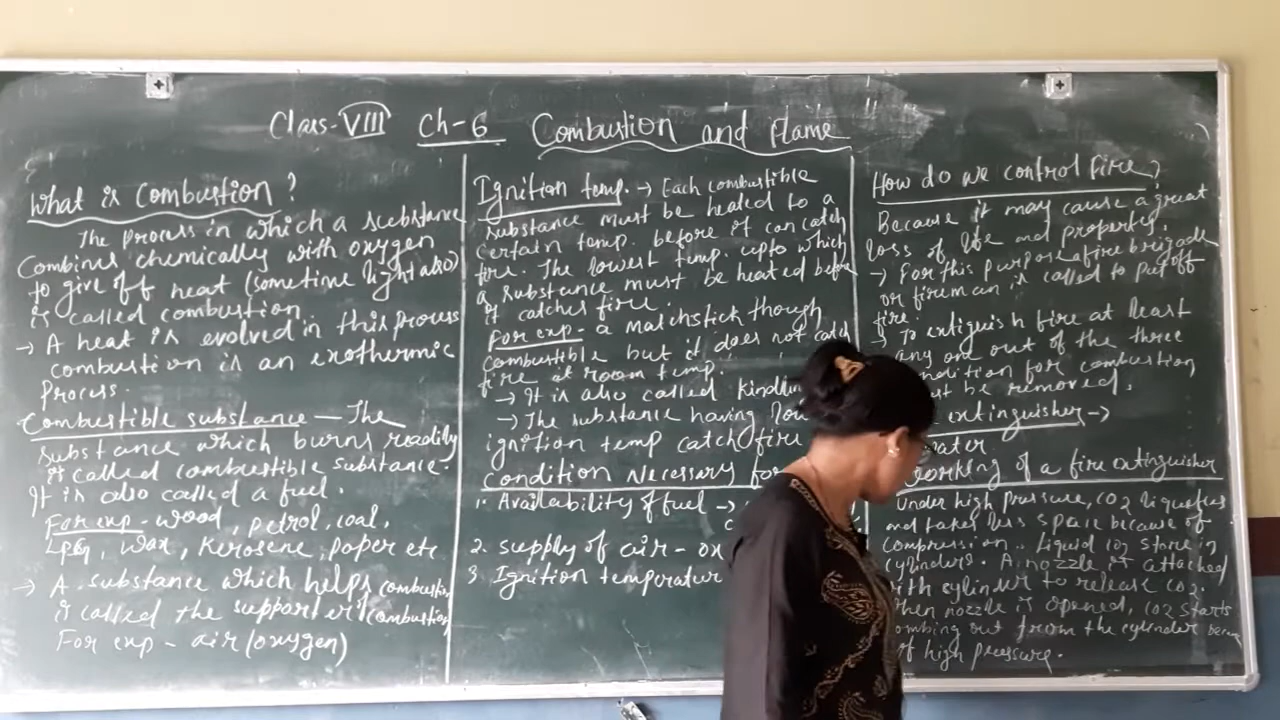 Class-VIII Ch-6 Combustion and Flame
What is Combustion ?
The process in which a substance
Combines chemically with oxygen
to give off heat (sometime light also)
is called combustion.
→ A heat is evolved in this process
combustion is an exothermic
Process.
Combustible substance — The
substance which burns readily
is called combustible substance.
It is also called a fuel.
For exp - wood, petrol, coal,
LPG, wax, Kerosene, paper etc
→ A substance which helps combustion
is called the supporter of combustion
For exp - air (oxygen)
Ignition temp. → Each combustible
substance must be heated to a
certain temp. before it can catch
fire. The lowest temp. upto which
a substance must be heated before
it catches fire.
For exp - a matchstick though
combustible but it does not catch
fire at room temp.
→ It is also called
→ The substance having
ignition temp catch fire
condition Necessary for
1. Availability of fuel →
2. supply of air -
3 Ignition
How do we control fire?
Because it may cause a great
loss of life and property.
→ For this purpose a fire brigade
or fireman is called to put off
fire.
→ To extiguish fire at least
any one out of the three
condition for combustion
must be removed.
extinguisher →
water
working of a fire extinguisher
Under high pressure, CO2 liquefies
and takes less space because of
compression. Liquid CO2 store in
cylinders. A nozzle is attached
with cylinder to release CO2.
When nozzle is opened, CO2 starts
out from the cylinder
of high pressure.